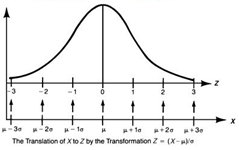 -3 -2 -1 0 1 2 3 Z
μ-3σ μ-2σ μ-1σ μ μ+1σ μ+2σ μ+3σ X
The Translation of X to Z by the Transformation Z = (X-μ)/σ